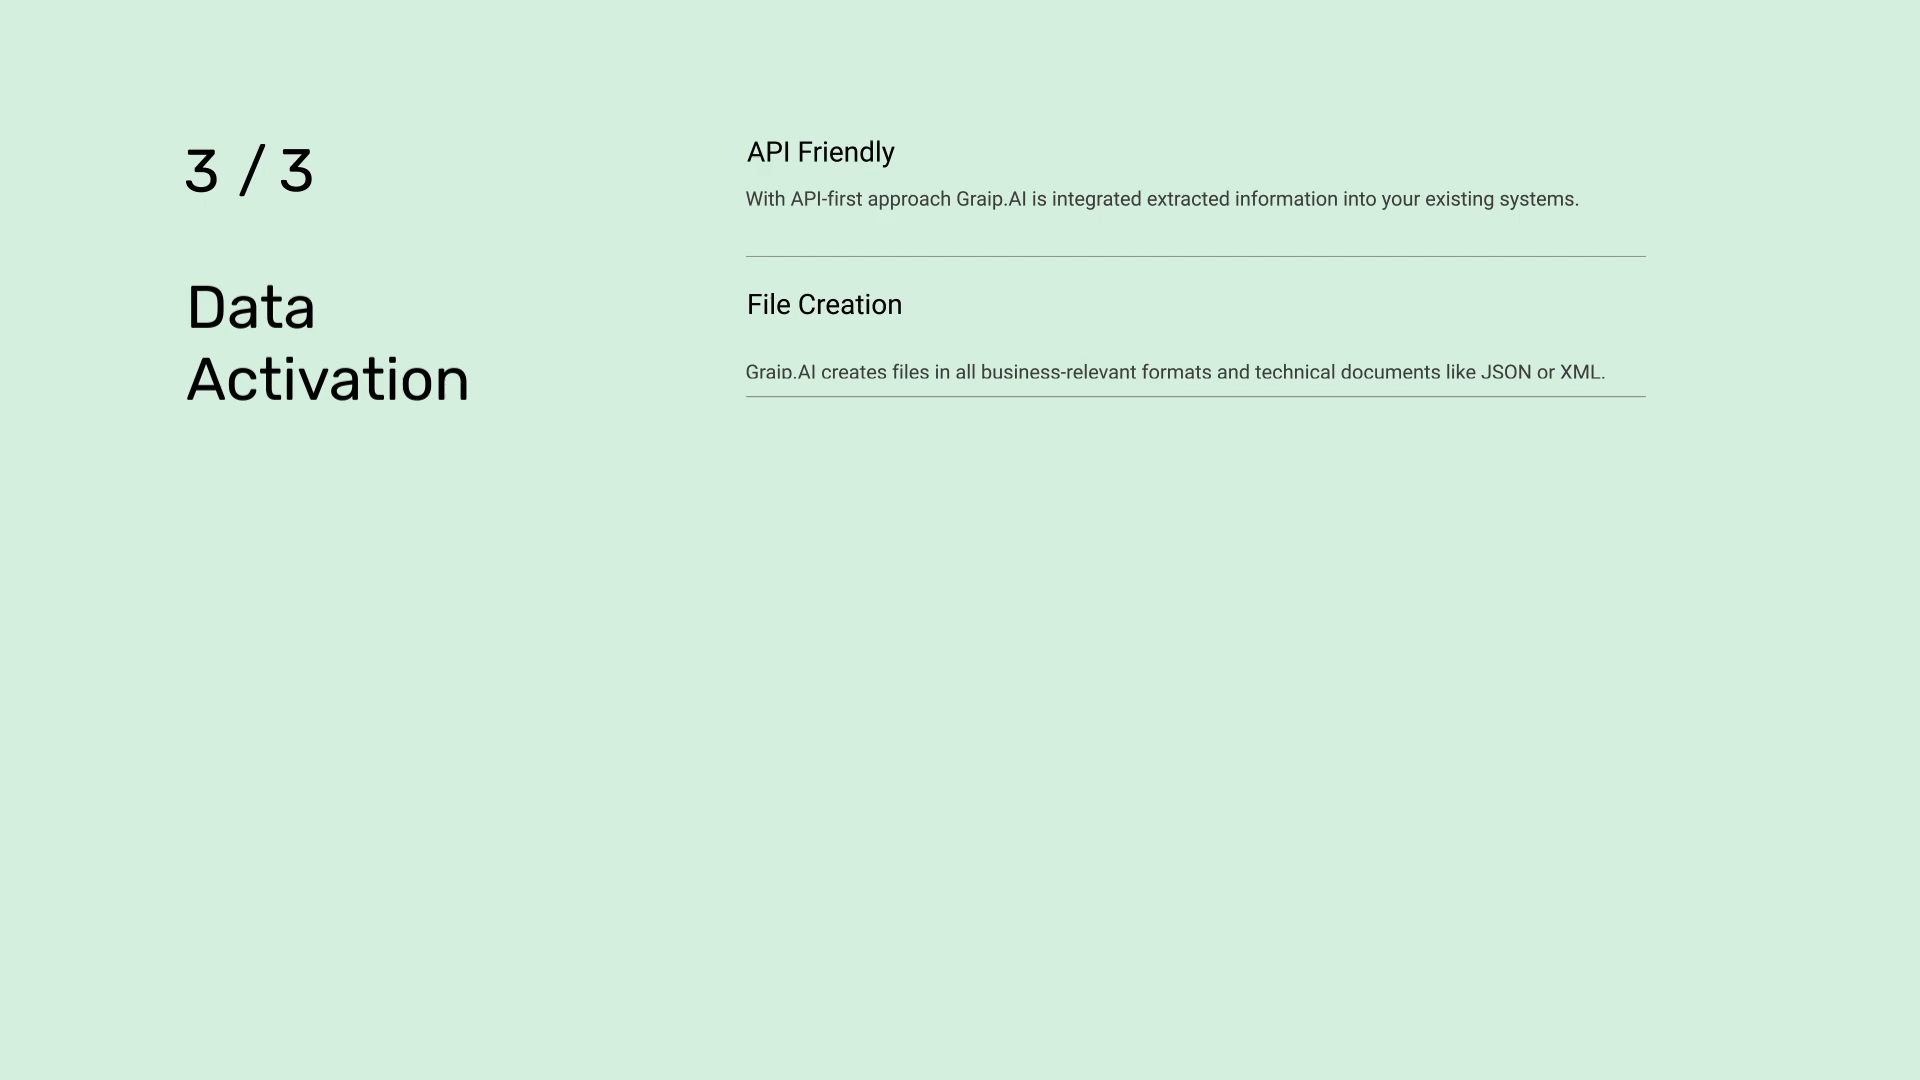 3 / 3
Data
Activation
API Friendly
With API-first approach Graip.AI is integrated extracted information into your existing systems.
File Creation
Graip.AI creates files in all business-relevant formats and technical documents like JSON or XML.